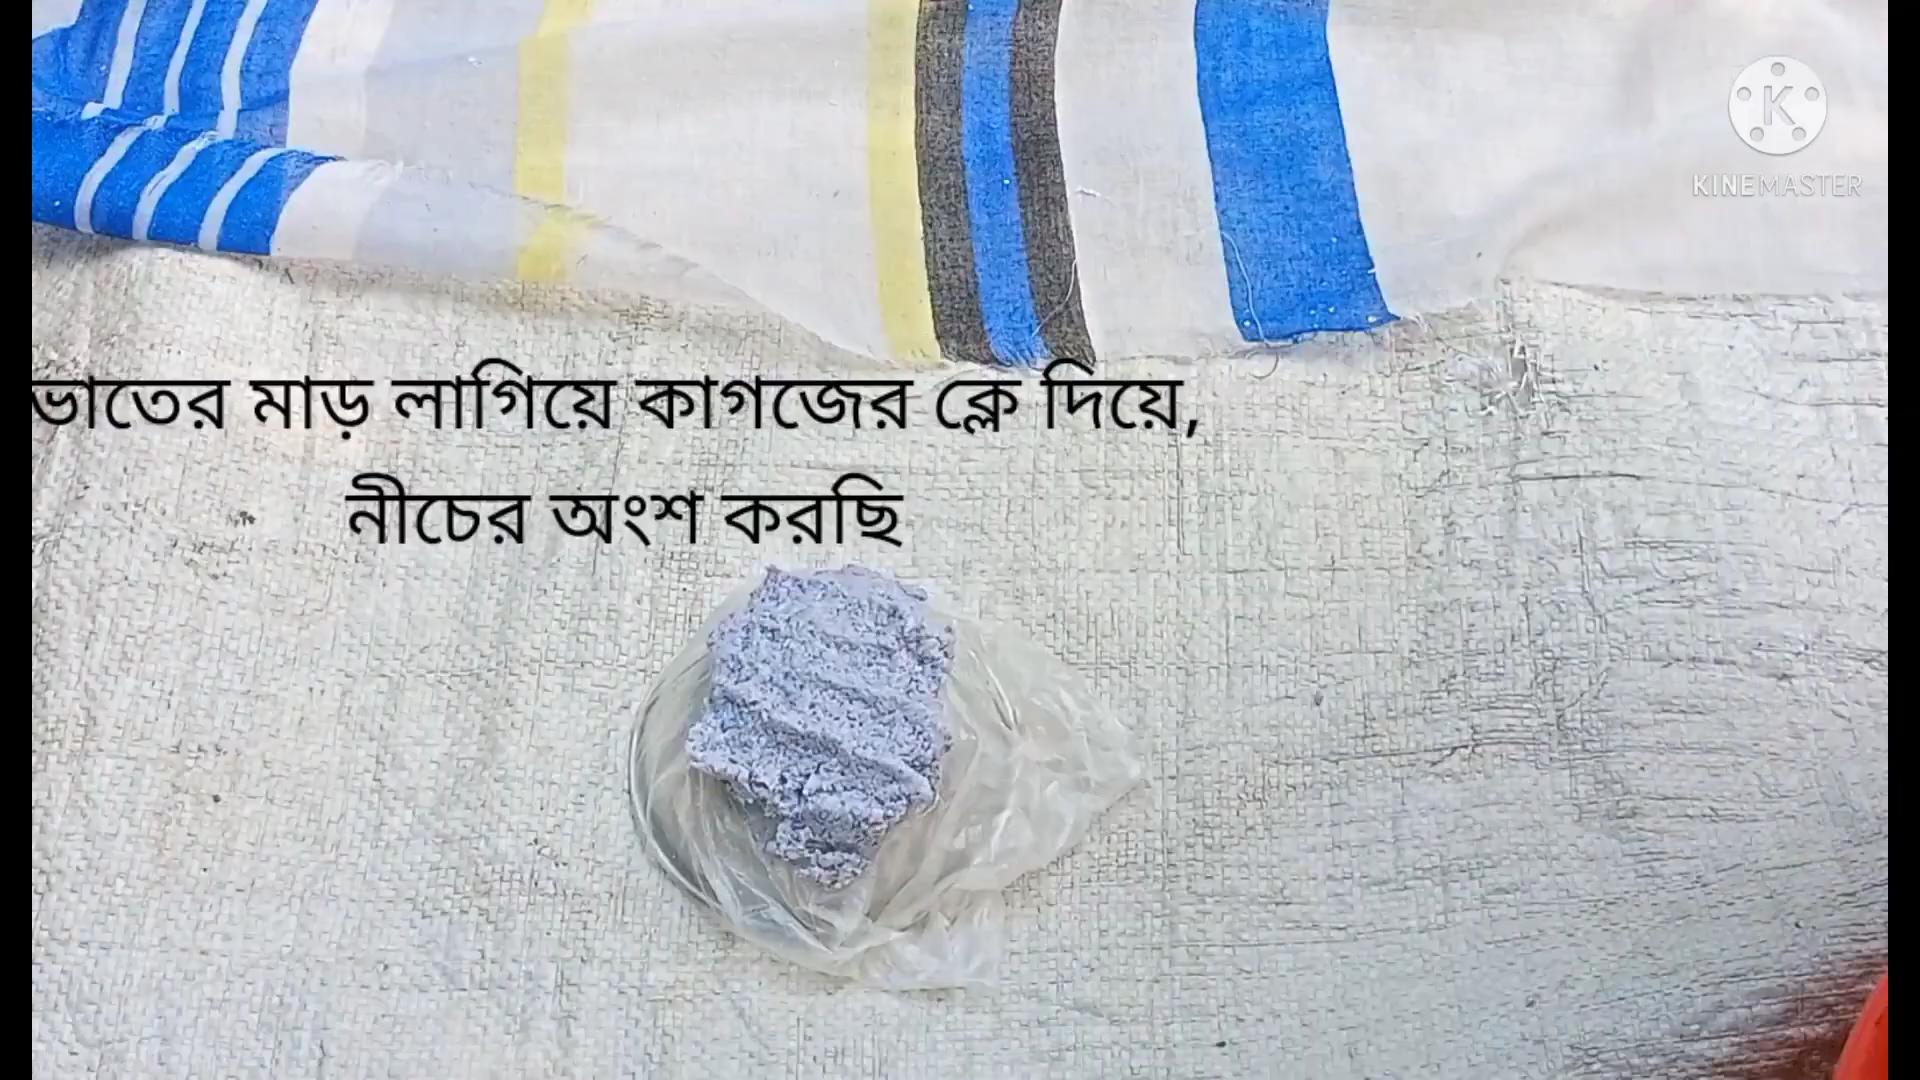 ভাতের মাড় লাগিয়ে কাগজের ক্লে দিয়ে,
নীচের অংশ করছি
K
KINEMASTER